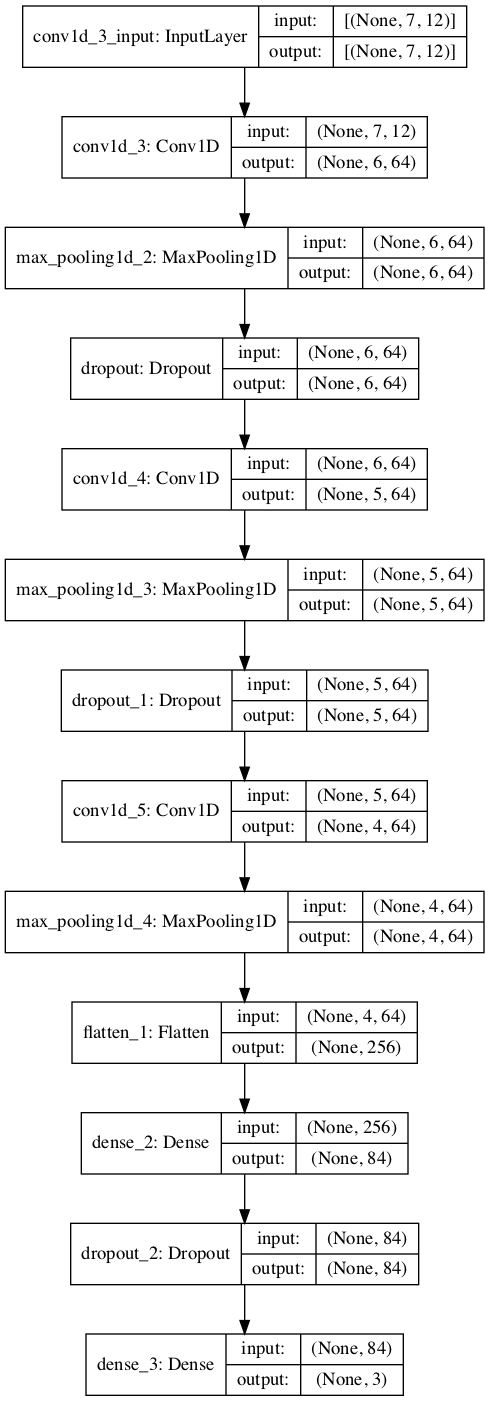 conv1d_3_input: InputLayer
input: [(None, 7, 12)]
output: [(None, 7, 12)]
conv1d_3: Conv1D
input: (None, 7, 12)
output: (None, 6, 64)
max_pooling1d_2: MaxPooling1D
input: (None, 6, 64)
output: (None, 6, 64)
dropout: Dropout
input: (None, 6, 64)
output: (None, 6, 64)
conv1d_4: Conv1D
input: (None, 6, 64)
output: (None, 5, 64)
max_pooling1d_3: MaxPooling1D
input: (None, 5, 64)
output: (None, 5, 64)
dropout_1: Dropout
input: (None, 5, 64)
output: (None, 5, 64)
conv1d_5: Conv1D
input: (None, 5, 64)
output: (None, 4, 64)
max_pooling1d_4: MaxPooling1D
input: (None, 4, 64)
output: (None, 4, 64)
flatten_1: Flatten
input: (None, 4, 64)
output: (None, 256)
dense_2: Dense
input: (None, 256)
output: (None, 84)
dropout_2: Dropout
input: (None, 84)
output: (None, 84)
dense_3: Dense
input: (None, 84)
output: (None, 3)